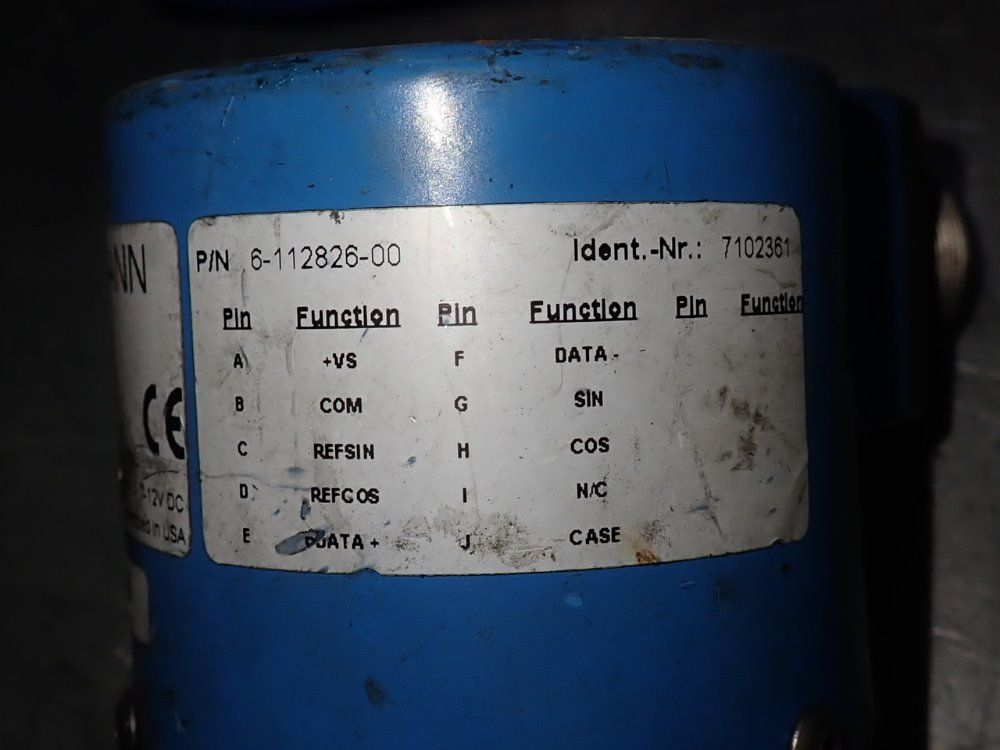 P/N 6-112826-00 Ident.-Nr.: 7102361
Pin Function Pin Function Pin Function
A +VS F DATA -
B COM G SIN
C REFSIN H COS
D REFCOS I N/C
E DATA + J CASE
CE
-12V DC
in USA